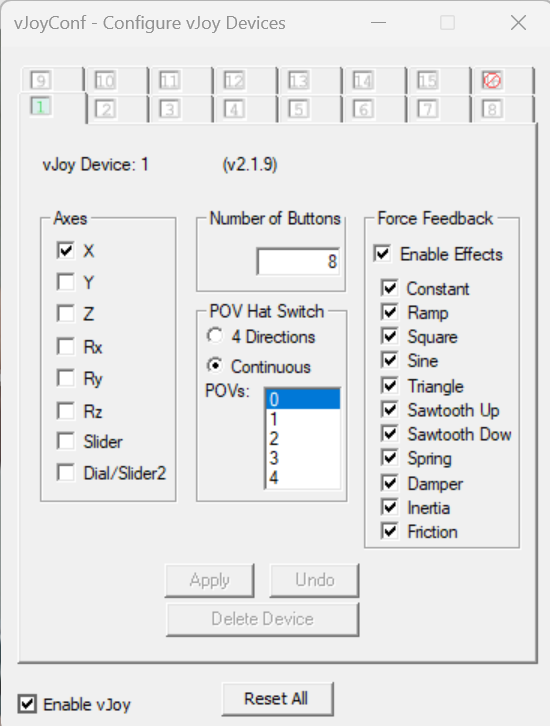 vJoyConf - Configure vJoy Devices
9 10 11 12 13 14 15
1 2 3 4 5 6 7 8
vJoy Device: 1 (v2.1.9)
Axes
X
Y
Z
Rx
Ry
Rz
Slider
Dial/Slider2
Number of Buttons
8
POV Hat Switch
4 Directions
Continuous
POVs:
0
1
2
3
4
Force Feedback
Enable Effects
Constant
Ramp
Square
Sine
Triangle
Sawtooth Up
Sawtooth Dow
Spring
Damper
Inertia
Friction
Apply Undo
Delete Device
Enable vJoy Reset All